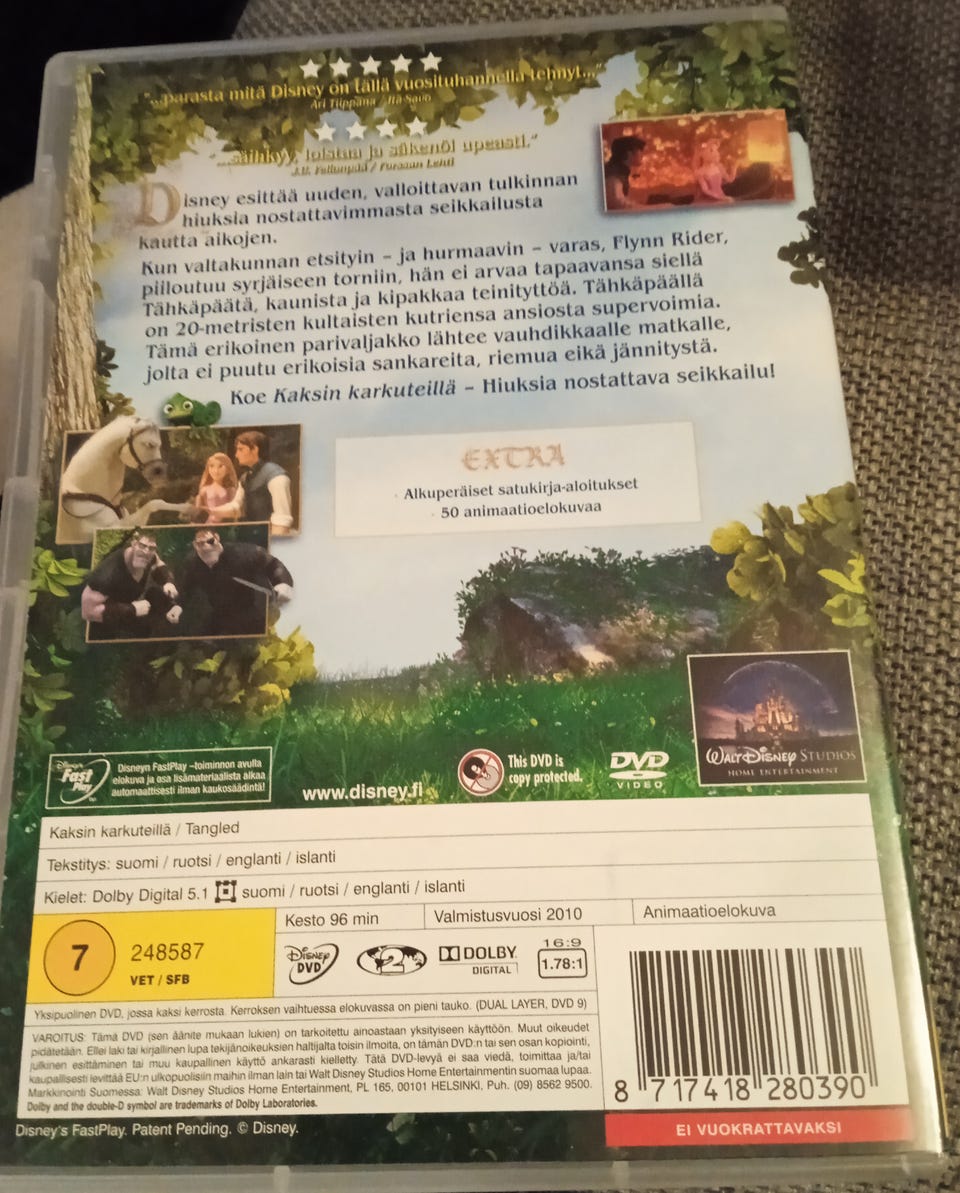 "...parasta mitä Disney on tällä vuosituhannella tehnyt..."
Ari Tiippana / Itä-Savo
"...säihkyy, loistaa ja säkenöi upeasti."
J.U. / Forssan Lehti
Disney esittää uuden, valloittavan tulkinnan
hiuksia nostattavimmasta seikkailusta
kautta aikojen.
Kun valtakunnan etsityin – ja hurmaavin – varas, Flynn Rider,
piiloutuu syrjäiseen torniin, hän ei arvaa tapaavansa siellä
Tähkäpäätä, kaunista ja kipakkaa teinityttöä. Tähkäpäällä
on 20-metristen kultaisten kutriensa ansiosta supervoimia.
Tämä erikoinen parivaljakko lähtee vauhdikkaalle matkalle,
jolta ei puutu erikoisia sankareita, riemua eikä jännitystä.
Koe Kaksin karkuteillä – Hiuksia nostattava seikkailu!
EXTRA
· Alkuperäiset satukirja-aloitukset
· 50 animaatioelokuvaa
WALT DISNEY STUDIOS
HOME ENTERTAINMENT
Disney's Fast Play
Disneyn FastPlay –toiminnon avulla
elokuva ja osa lisämateriaalista alkaa
automaattisesti ilman kaukosäädintä!
www.disney.fi
This DVD is
copy protected.
DVD
VIDEO
Kaksin karkuteillä / Tangled
Tekstitys: suomi / ruotsi / englanti / islanti
Kielet: Dolby Digital 5.1 suomi / ruotsi / englanti / islanti
Kesto 96 min
Valmistusvuosi 2010
Animaatioelokuva
7
248587
VET / SFB
DISNEY DVD
2
DOLBY
DIGITAL
16:9
1.78:1
Yksipuolinen DVD, jossa kaksi kerrosta. Kerroksen vaihtuessa elokuvassa on pieni tauko. (DUAL LAYER, DVD 9)
VAROITUS: Tämä DVD (sen äänite mukaan lukien) on tarkoitettu ainoastaan yksityiseen käyttöön. Muut oikeudet
pidätetään. Ellei laki tai kirjallinen lupa tekijänoikeuksien haltijalta toisin ilmoita, on tämän DVD:n tai sen osan kopiointi,
julkinen esittäminen tai muu kaupallinen käyttö ankarasti kielletty. Tätä DVD-levyä ei saa viedä, toimittaa ja/tai
kaupallisesti levittää EU:n ulkopuolisiin maihin ilman lain tai Walt Disney Studios Home Entertainmentin suomaa lupaa.
Markkinointi Suomessa: Walt Disney Studios Home Entertainment, PL 165, 00101 HELSINKI, Puh. (09) 8562 9500.
Dolby and the double-D symbol are trademarks of Dolby Laboratories.
8 717418 280390
Disney's FastPlay. Patent Pending. © Disney.
EI VUOKRATTAVAKSI